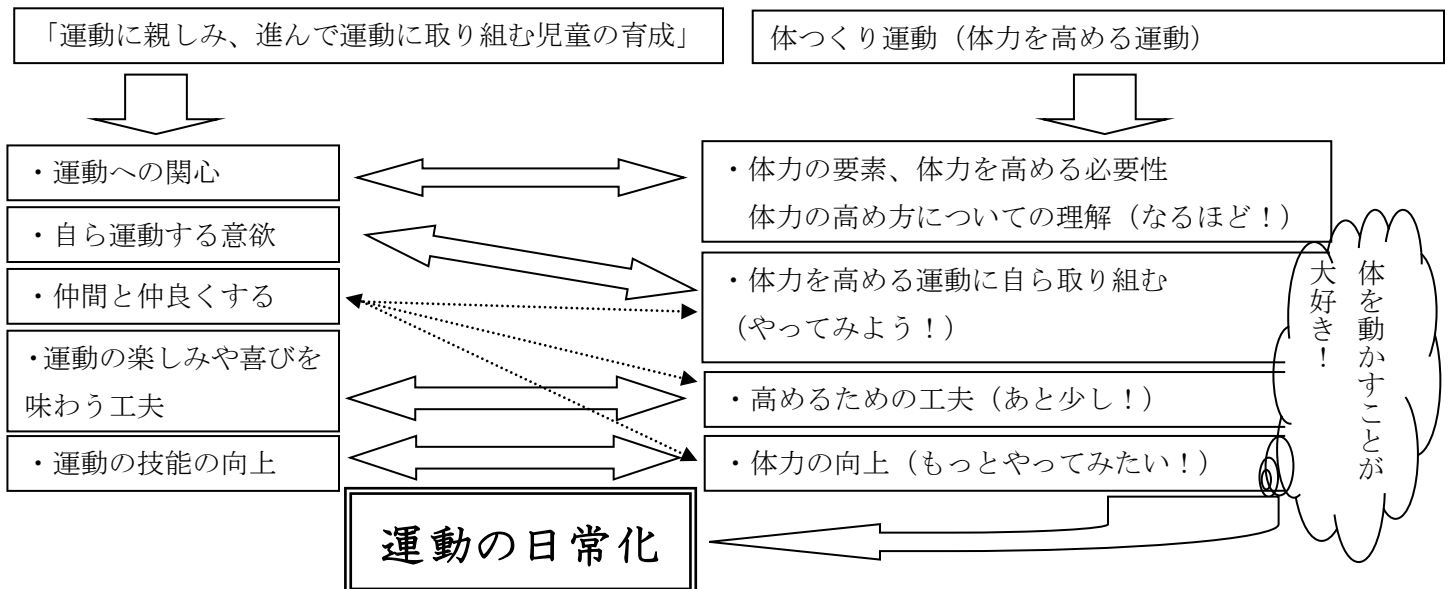 「運動に親しみ、進んで運動に取り組む児童の育成」
体つくり運動（体力を高める運動）
・運動への関心
・自ら運動する意欲
・仲間と仲良くする
・運動の楽しみや喜びを
味わう工夫
・運動の技能の向上
・体力の要素、体力を高める必要性
体力の高め方についての理解（なるほど！）
・体力を高める運動に自ら取り組む
（やってみよう！）
・高めるための工夫（あと少し！）
・体力の向上（もっとやってみたい！）
体を動かすことが
大好き！
運動の日常化